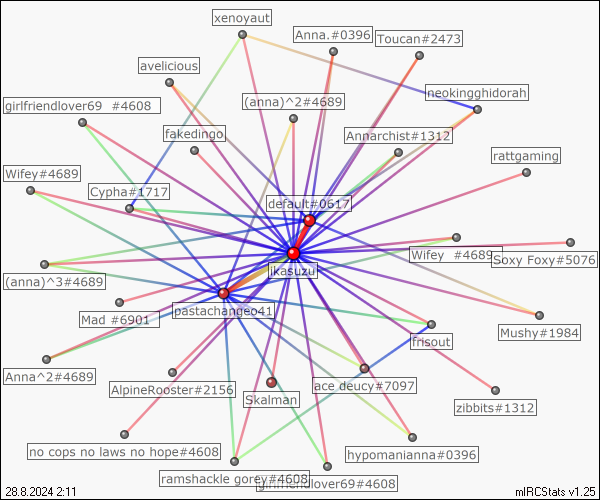 xenoyaut
Anna.#0396
Toucan#2473
avelicious
neokingghidorah
girlfriendlover69 #4608
(anna)^2#4689
fakedingo
Annarchist#1312
rattgaming
Wifey#4689
Cypha#1717
default#0617
Wifey #4689
Soxy Foxy#5076
ikasuzu
(anna)^3#4689
pastachangeo41
Mad #6901
Mushy#1984
frisout
Anna^2#4689
AlpineRooster#2156
Skalman
ace.deucy#7097
zibbits#1312
no cops no laws no hope#4608
hypomanianna#0396
ramshackle gorey#4608
girlfriendlover69#4608
28.8.2024 2:11
mIRCStats v1.25